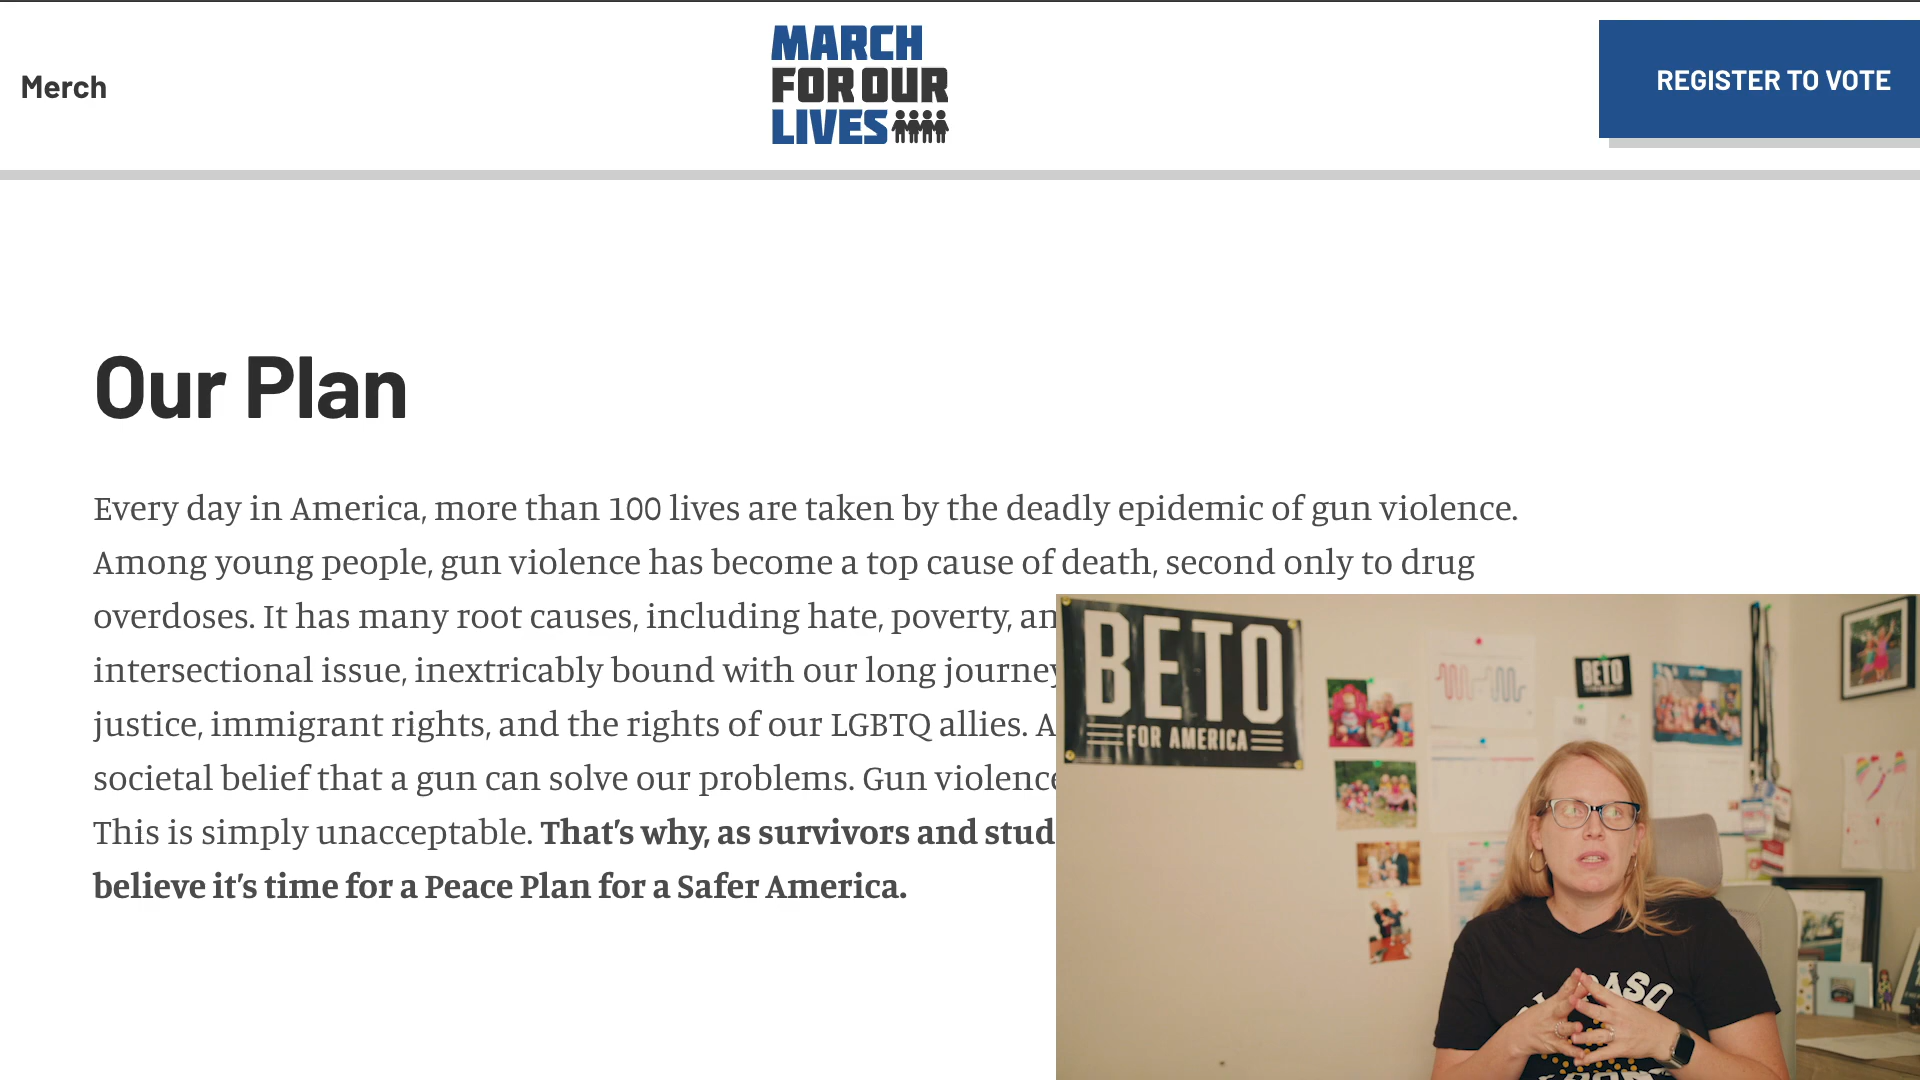 Merch
MARCH
FOR OUR
LIVES
REGISTER TO VOTE
Our Plan
Every day in America, more than 100 lives are taken by the deadly epidemic of gun violence.
Among young people, gun violence has become a top cause of death, second only to drug
overdoses. It has many root causes, including hate, poverty, an
intersectional issue, inextricably bound with our long journey
justice, immigrant rights, and the rights of our LGBTQ allies. A
societal belief that a gun can solve our problems. Gun violence
This is simply unacceptable. That's why, as survivors and stud
believe it's time for a Peace Plan for a Safer America.
BETO
FOR AMERICA
BETO